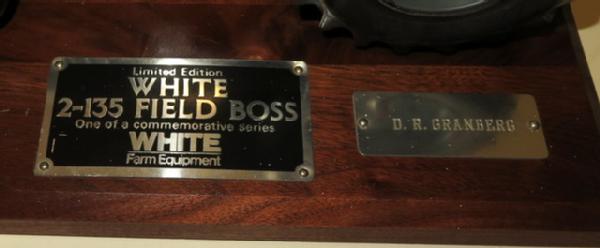 Limited Edition
WHITE
2-135 FIELD BOSS
One of a commemorative series
WHITE
Farm Equipment
D. R. GRANBERG